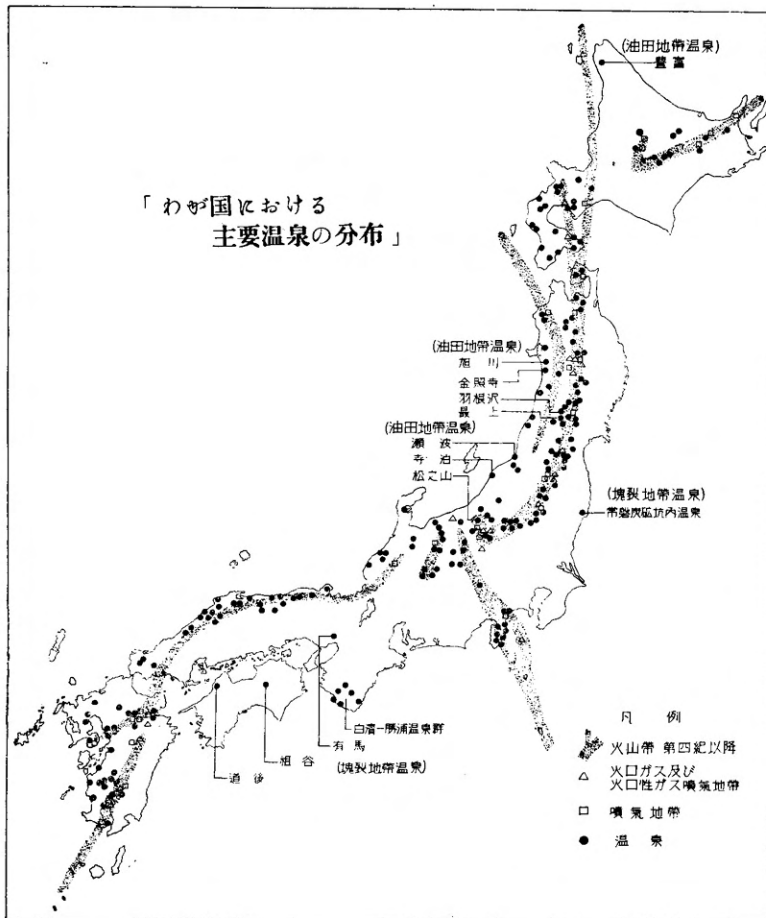 「わが国における
主要温泉の分布」
(油田地帯温泉)
豊富
(油田地帯温泉)
旭川
金照寺
羽根沢
最上
(油田地帯温泉)
瀬波
寺泊
松之山
(塊裂地帯温泉)
常磐炭砿坑内温泉
白浜−勝浦温泉群
有馬
祖谷
道後
(塊裂地帯温泉)
凡例
火山帯 第四紀以降
火口ガス及び
火口性ガス噴氣地帯
噴氣地帯
温泉